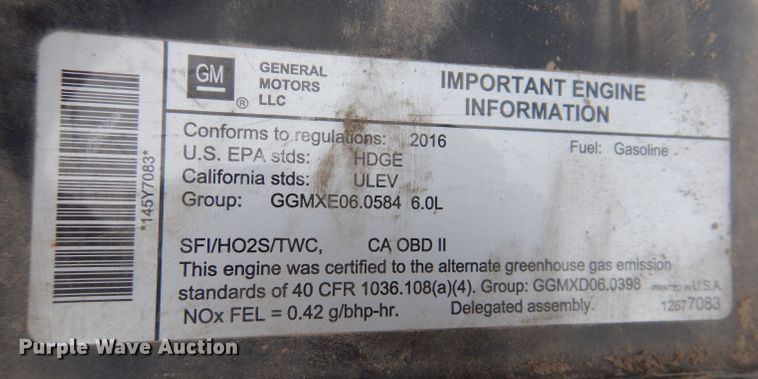 GM
®
GENERAL
MOTORS
LLC
IMPORTANT ENGINE
INFORMATION
*145Y7083*
Conforms to regulations: 2016
Fuel: Gasoline
U.S. EPA stds: HDGE
California stds: ULEV
Group: GGMXE06.0584 6.0L
SFI/HO2S/TWC, CA OBD II
This engine was certified to the alternate greenhouse gas emission
standards of 40 CFR 1036.108(a)(4). Group: GGMXD06.0398 PRINTED IN U.S.A.
NOx FEL = 0.42 g/bhp-hr. Delegated assembly. 12677083
Purple Wave Auction